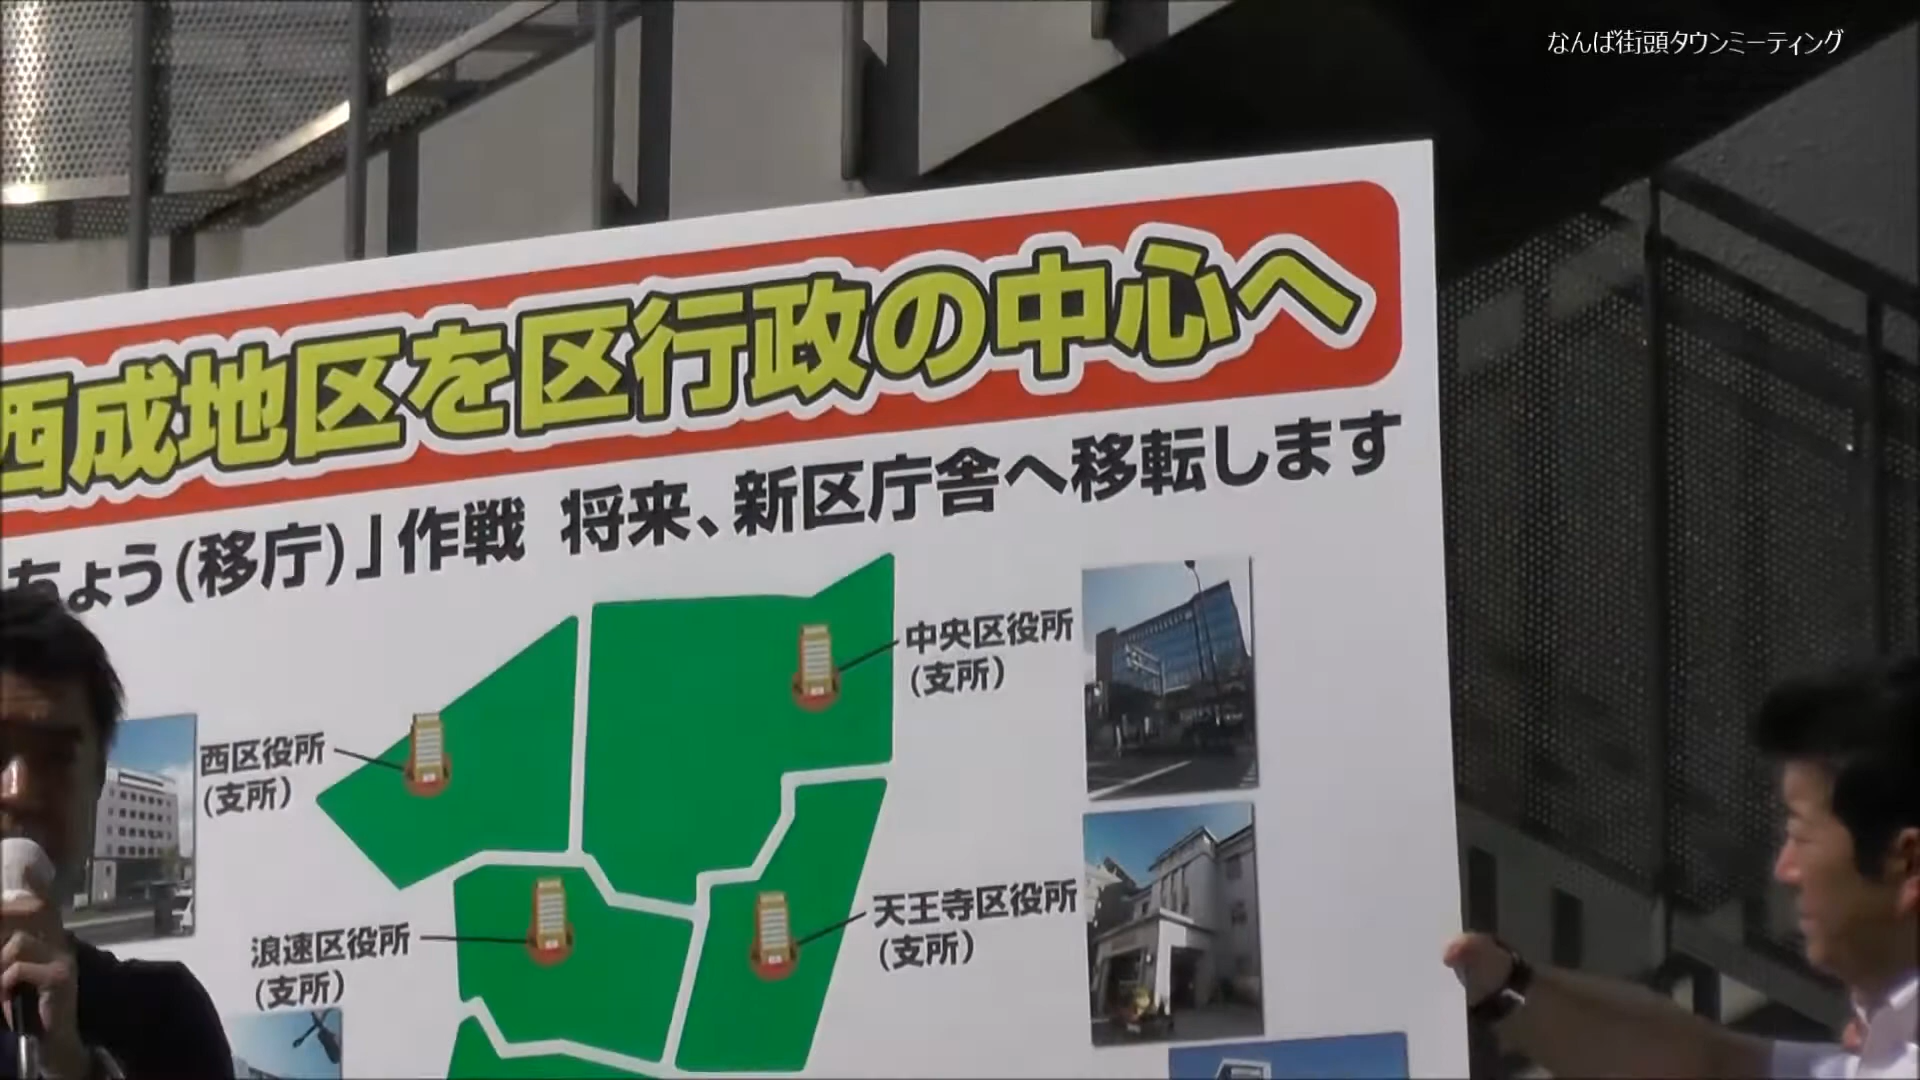 なんば街頭タウンミーティング
西成地区を区行政の中心へ
ちょう(移庁)」作戦 将来、新区庁舎へ移転します
中央区役所
(支所)
西区役所
(支所)
天王寺区役所
(支所)
浪速区役所
(支所)